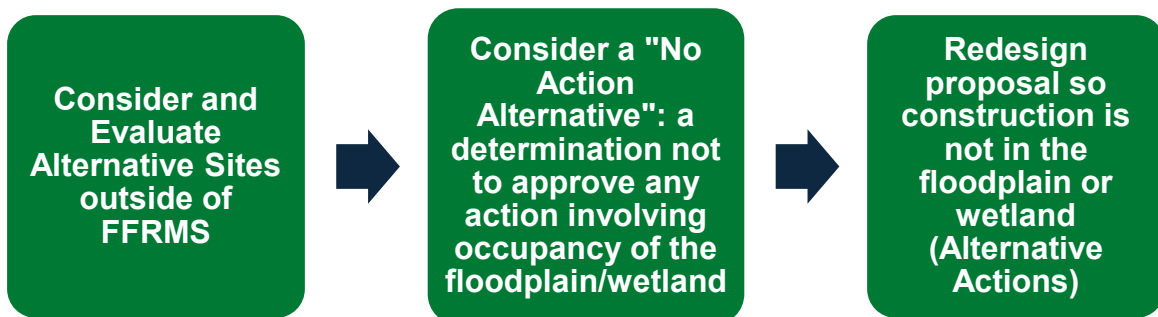 Consider and
Evaluate
Alternative Sites
outside of
FFRMS
Consider a "No
Action
Alternative": a
determination not
to approve any
action involving
occupancy of the
floodplain/wetland
Redesign
proposal so
construction is
not in the
floodplain or
wetland
(Alternative
Actions)